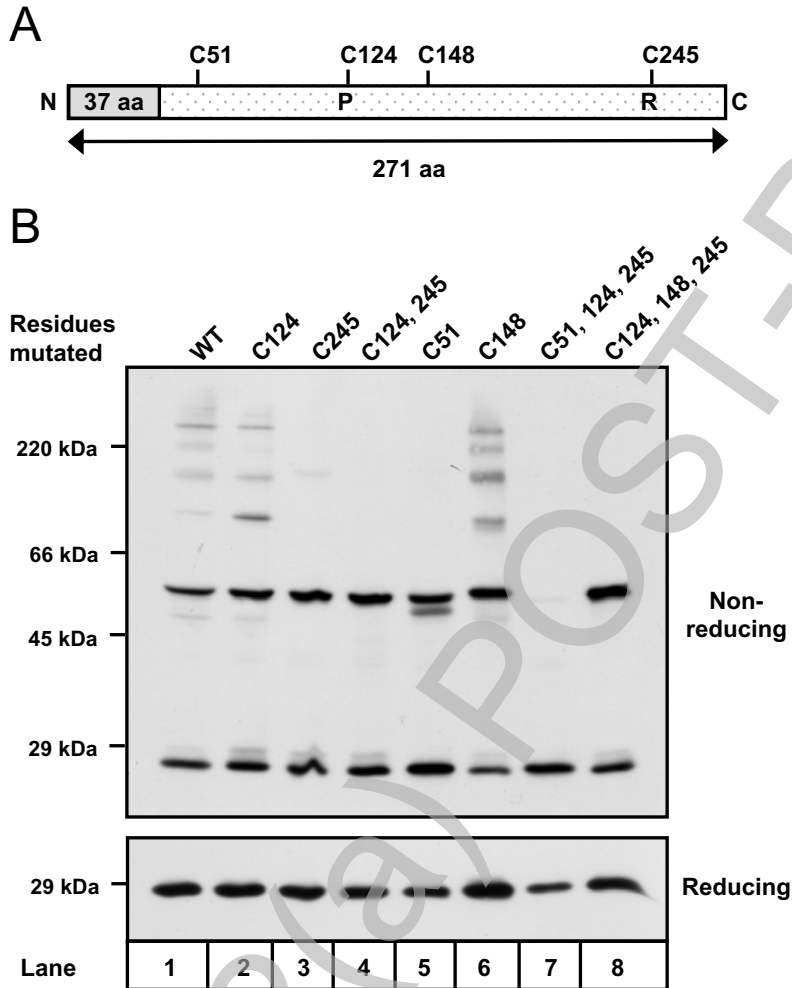 A
C51 C124 C148 C245
N 37 aa P R C
271 aa
B
Residues mutated
WT
C124
C245
C124, 245
C51
C148
C51, 124, 245
C124, 148, 245
220 kDa
66 kDa
45 kDa
29 kDa
Non-
reducing
29 kDa
Reducing
Lane 1 2 3 4 5 6 7 8
(a) POST-P